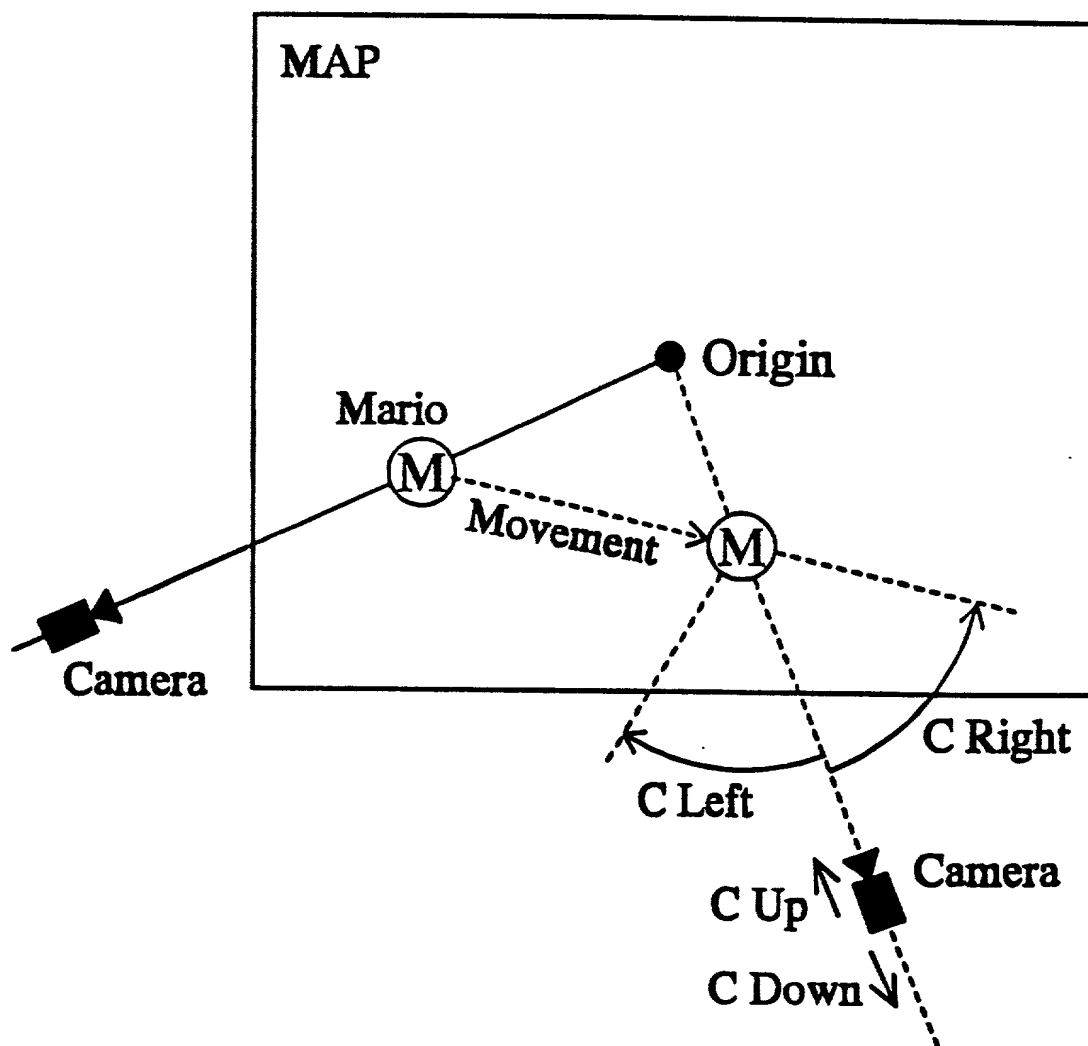 MAP
Origin
Mario
M
Movement
M
Camera
C Right
C Left
Camera
C Up
C Down